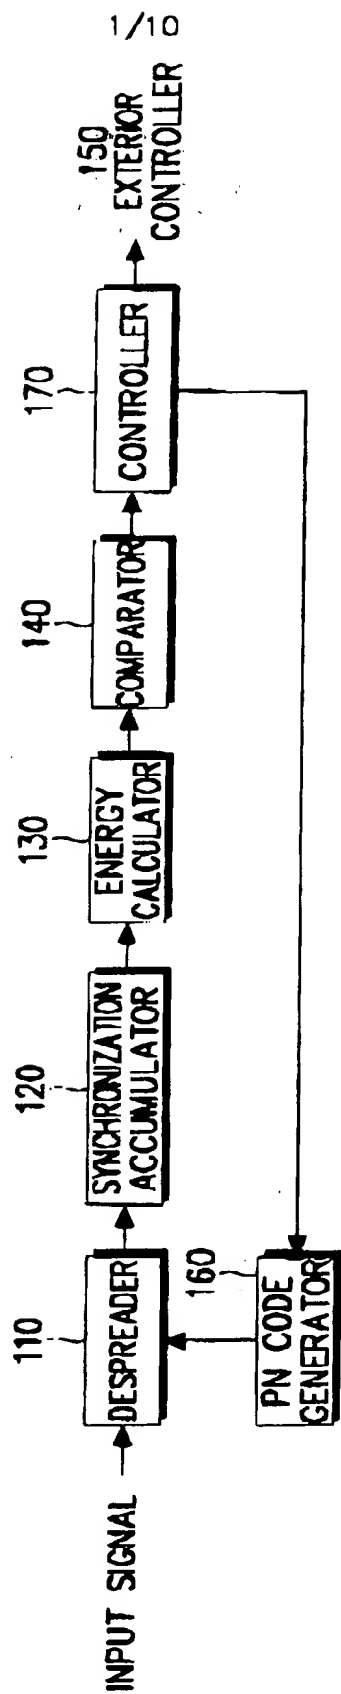 1/10
INPUT SIGNAL
110
DESPREADER
120
SYNCHRONIZATION
ACCUMULATOR
130
ENERGY
CALCULATOR
140
COMPARATOR
170
CONTROLLER
150
EXTERIOR
CONTROLLER
160
PN CODE
GENERATOR